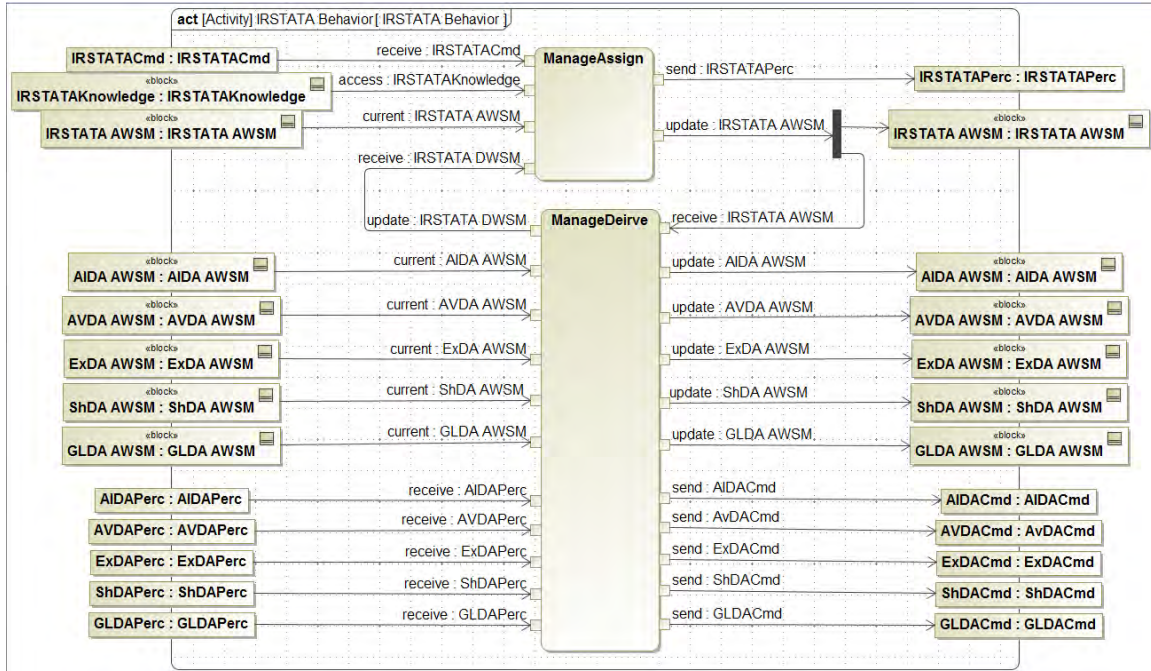 act [Activity] IRSTATA Behavior[ IRSTATA Behavior ]
IRSTATACmd : IRSTATACmd
receive : IRSTATACmd
ManageAssign
send : IRSTATAPerc
IRSTATAPerc : IRSTATAPerc
«block»
IRSTATAKnowledge : IRSTATAKnowledge
access : IRSTATAKnowledge
«block»
IRSTATA AWSM : IRSTATA AWSM
current : IRSTATA AWSM
update : IRSTATA AWSM
«block»
IRSTATA AWSM : IRSTATA AWSM
receive : IRSTATA DWSM
update : IRSTATA DWSM
ManageDeirve
receive : IRSTATA AWSM
«block»
AIDA AWSM : AIDA AWSM
current : AIDA AWSM
update : AIDA AWSM
«block»
AIDA AWSM : AIDA AWSM
«block»
AVDA AWSM : AVDA AWSM
current : AVDA AWSM
update : AVDA AWSM
«block»
AVDA AWSM : AVDA AWSM
«block»
ExDA AWSM : ExDA AWSM
current : ExDA AWSM
update : ExDA AWSM
«block»
ExDA AWSM : ExDA AWSM
«block»
ShDA AWSM : ShDA AWSM
current : ShDA AWSM
update : ShDA AWSM
«block»
ShDA AWSM : ShDA AWSM
«block»
GLDA AWSM : GLDA AWSM
current : GLDA AWSM
update : GLDA AWSM
«block»
GLDA AWSM : GLDA AWSM
AIDAPerc : AIDAPerc
receive : AIDAPerc
send : AIDACmd
AIDACmd : AIDACmd
AVDAPerc : AVDAPerc
receive : AVDAPerc
send : AvDACmd
AVDACmd : AvDACmd
ExDAPerc : ExDAPerc
receive : ExDAPerc
send : ExDACmd
ExDACmd : ExDACmd
ShDAPerc : ShDAPerc
receive : ShDAPerc
send : ShDACmd
ShDACmd : ShDACmd
GLDAPerc : GLDAPerc
receive : GLDAPerc
send : GLDACmd
GLDACmd : GLDACmd